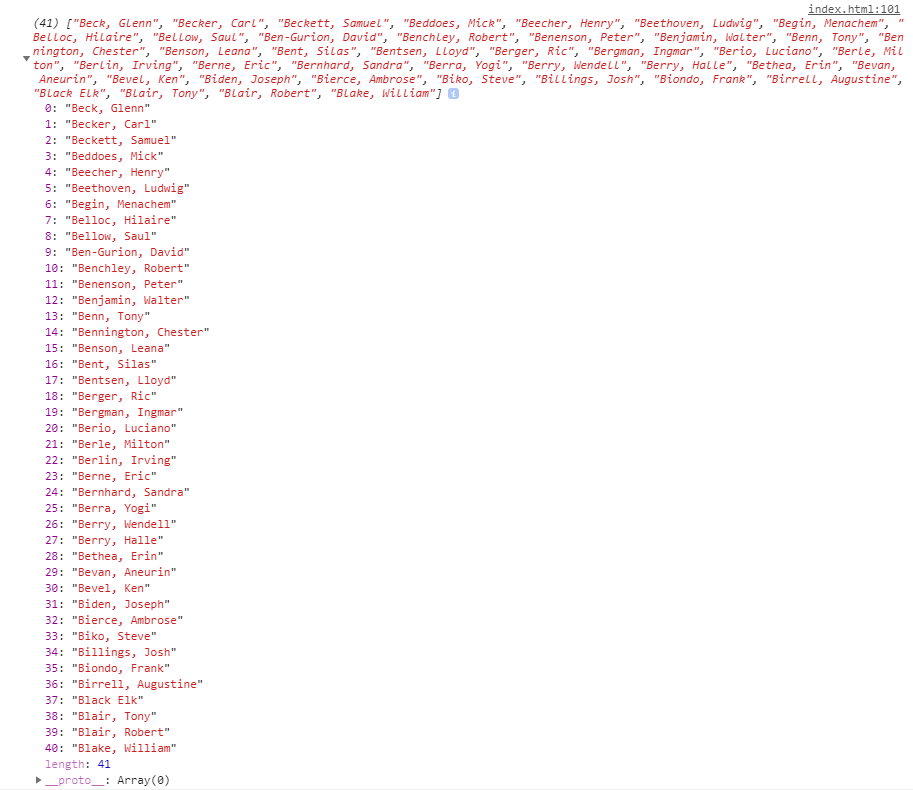 index.html:101
(41) ["Beck, Glenn", "Becker, Carl", "Beckett, Samuel", "Beddoes, Mick", "Beecher, Henry", "Beethoven, Ludwig", "Begin, Menachem", "
Belloc, Hilaire", "Bellow, Saul", "Ben-Gurion, David", "Benchley, Robert", "Benenson, Peter", "Benjamin, Walter", "Benn, Tony", "Ben
nington, Chester", "Benson, Leana", "Bent, Silas", "Bentsen, Lloyd", "Berger, Ric", "Bergman, Ingmar", "Berio, Luciano", "Berle, Mil
ton", "Berlin, Irving", "Berne, Eric", "Bernhard, Sandra", "Berra, Yogi", "Berry, Wendell", "Berry, Halle", "Bethea, Erin", "Bevan,
Aneurin", "Bevel, Ken", "Biden, Joseph", "Bierce, Ambrose", "Biko, Steve", "Billings, Josh", "Biondo, Frank", "Birrell, Augustine",
"Black Elk", "Blair, Tony", "Blair, Robert", "Blake, William"] i
0: "Beck, Glenn"
1: "Becker, Carl"
2: "Beckett, Samuel"
3: "Beddoes, Mick"
4: "Beecher, Henry"
5: "Beethoven, Ludwig"
6: "Begin, Menachem"
7: "Belloc, Hilaire"
8: "Bellow, Saul"
9: "Ben-Gurion, David"
10: "Benchley, Robert"
11: "Benenson, Peter"
12: "Benjamin, Walter"
13: "Benn, Tony"
14: "Bennington, Chester"
15: "Benson, Leana"
16: "Bent, Silas"
17: "Bentsen, Lloyd"
18: "Berger, Ric"
19: "Bergman, Ingmar"
20: "Berio, Luciano"
21: "Berle, Milton"
22: "Berlin, Irving"
23: "Berne, Eric"
24: "Bernhard, Sandra"
25: "Berra, Yogi"
26: "Berry, Wendell"
27: "Berry, Halle"
28: "Bethea, Erin"
29: "Bevan, Aneurin"
30: "Bevel, Ken"
31: "Biden, Joseph"
32: "Bierce, Ambrose"
33: "Biko, Steve"
34: "Billings, Josh"
35: "Biondo, Frank"
36: "Birrell, Augustine"
37: "Black Elk"
38: "Blair, Tony"
39: "Blair, Robert"
40: "Blake, William"
length: 41
__proto__: Array(0)